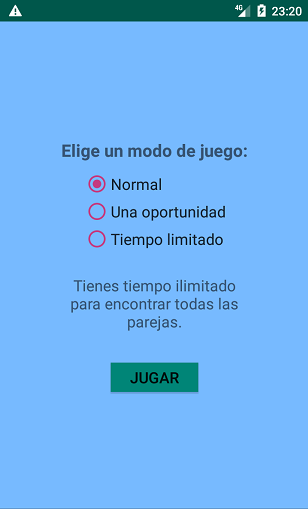 4G 23:20
Elige un modo de juego:
Normal
Una oportunidad
Tiempo limitado
Tienes tiempo ilimitado
para encontrar todas las
parejas.
JUGAR